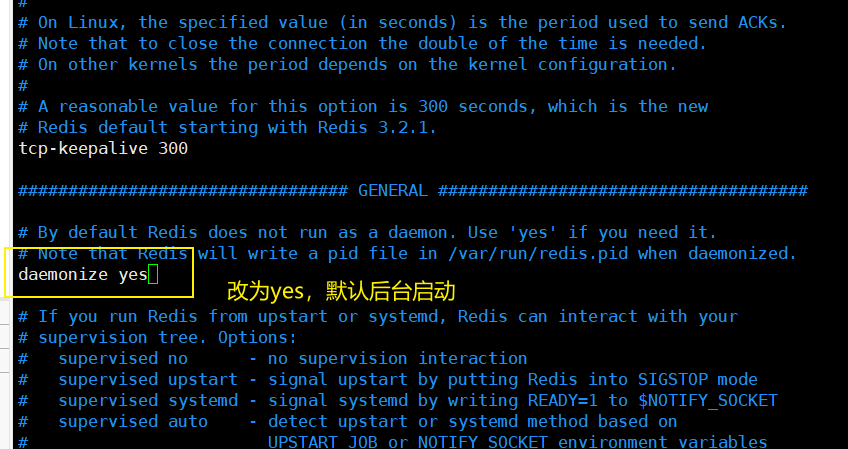 #
# On Linux, the specified value (in seconds) is the period used to send ACKs.
# Note that to close the connection the double of the time is needed.
# On other kernels the period depends on the kernel configuration.
#
# A reasonable value for this option is 300 seconds, which is the new
# Redis default starting with Redis 3.2.1.
tcp-keepalive 300
################################# GENERAL #####################################
# By default Redis does not run as a daemon. Use 'yes' if you need it.
# Note that Redis will write a pid file in /var/run/redis.pid when daemonized.
daemonize yes
改为yes，默认后台启动
# If you run Redis from upstart or systemd, Redis can interact with your
# supervision tree. Options:
#   supervised no      - no supervision interaction
#   supervised upstart - signal upstart by putting Redis into SIGSTOP mode
#   supervised systemd - signal systemd by writing READY=1 to $NOTIFY_SOCKET
#   supervised auto    - detect upstart or systemd method based on
#                        UPSTART_JOB or NOTIFY_SOCKET environment variables